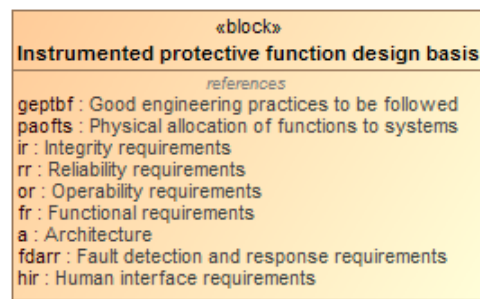 «block»
Instrumented protective function design basis
references
geptbf : Good engineering practices to be followed
paofts : Physical allocation of functions to systems
ir : Integrity requirements
rr : Reliability requirements
or : Operability requirements
fr : Functional requirements
a : Architecture
fdarr : Fault detection and response requirements
hir : Human interface requirements